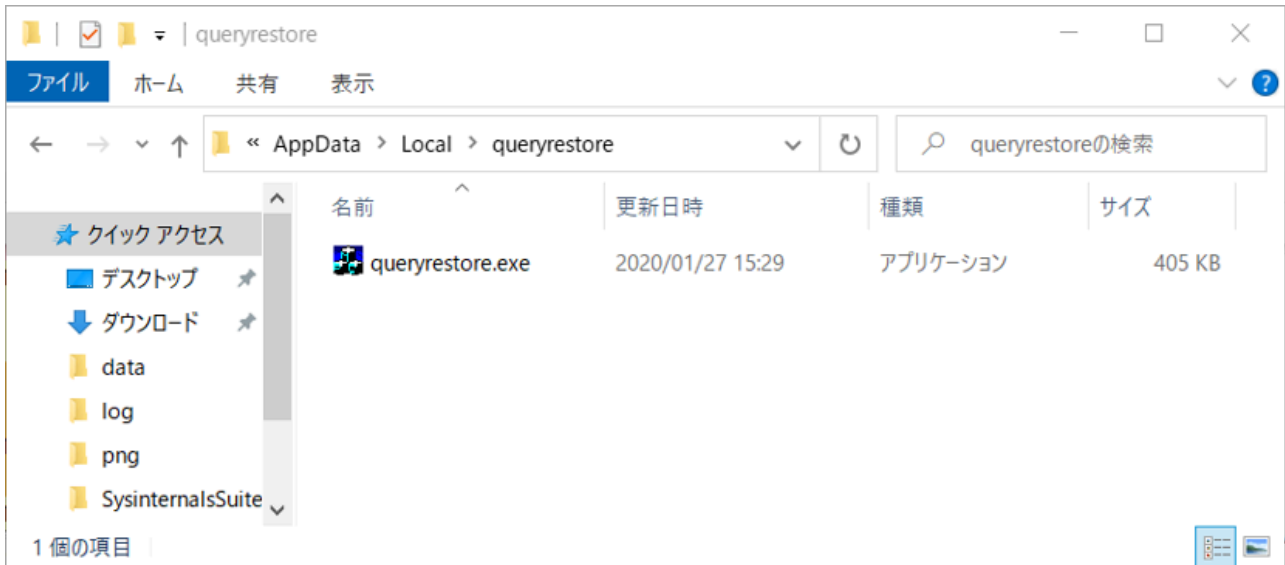 queryrestore
ファイル ホーム 共有 表示
« AppData > Local > queryrestore queryrestoreの検索
名前 更新日時 種類 サイズ
クイック アクセス
queryrestore.exe 2020/01/27 15:29 アプリケーション 405 KB
デスクトップ
ダウンロード
data
log
png
SysinternalsSuite
1 個の項目